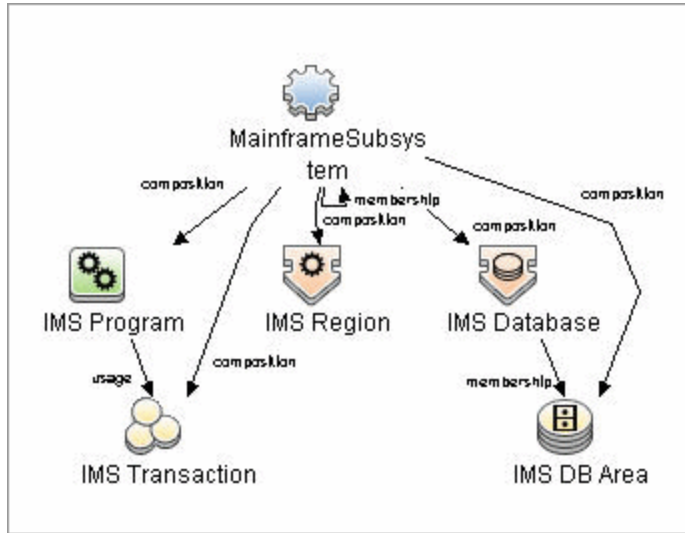 MainframeSubsys
tem
composition
composition
membership
composition
composition
IMS Program
IMS Region
IMS Database
usage
composition
membership
IMS Transaction
IMS DB Area